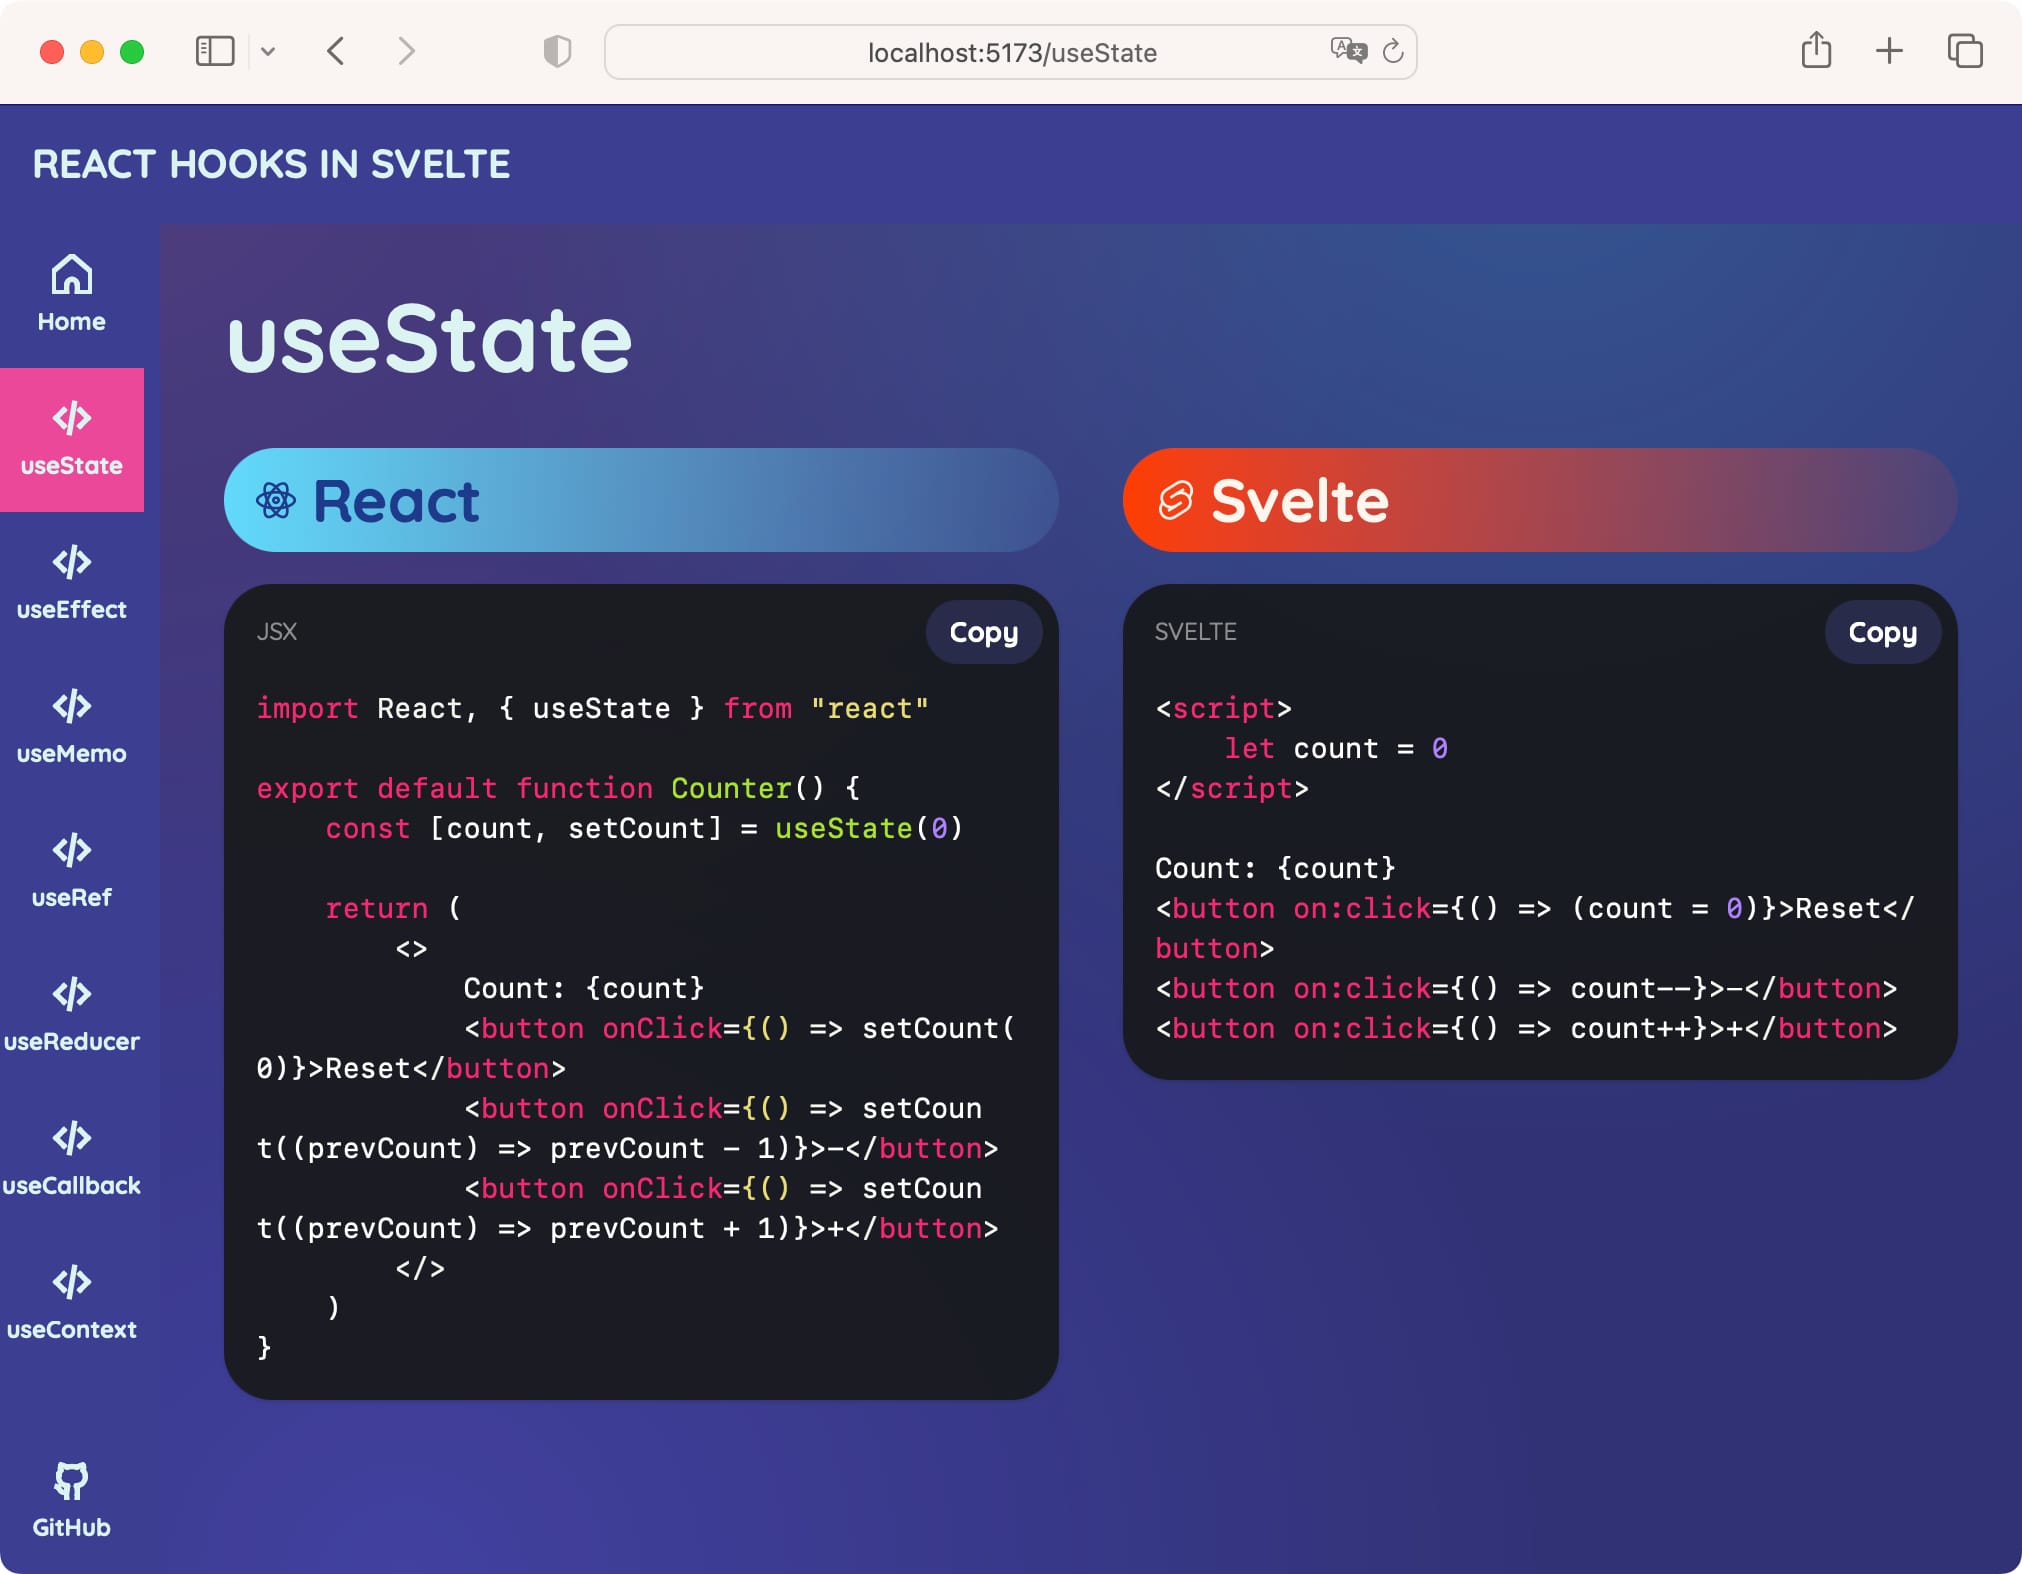 localhost:5173/useState
REACT HOOKS IN SVELTE
Home
useState
useEffect
useMemo
useRef
useReducer
useCallback
useContext
GitHub
useState
React
JSX
Copy
import React, { useState } from "react"
export default function Counter() {
    const [count, setCount] = useState(0)
    return (
        <>
            Count: {count}
            <button onClick={() => setCount(
0)}>Reset</button>
            <button onClick={() => setCoun
t((prevCount) => prevCount - 1)}>-</button>
            <button onClick={() => setCoun
t((prevCount) => prevCount + 1)}>+</button>
        </>
    )
}
Svelte
SVELTE
Copy
<script>
    let count = 0
</script>
Count: {count}
<button on:click={() => (count = 0)}>Reset</
button>
<button on:click={() => count--}>-</button>
<button on:click={() => count++}>+</button>